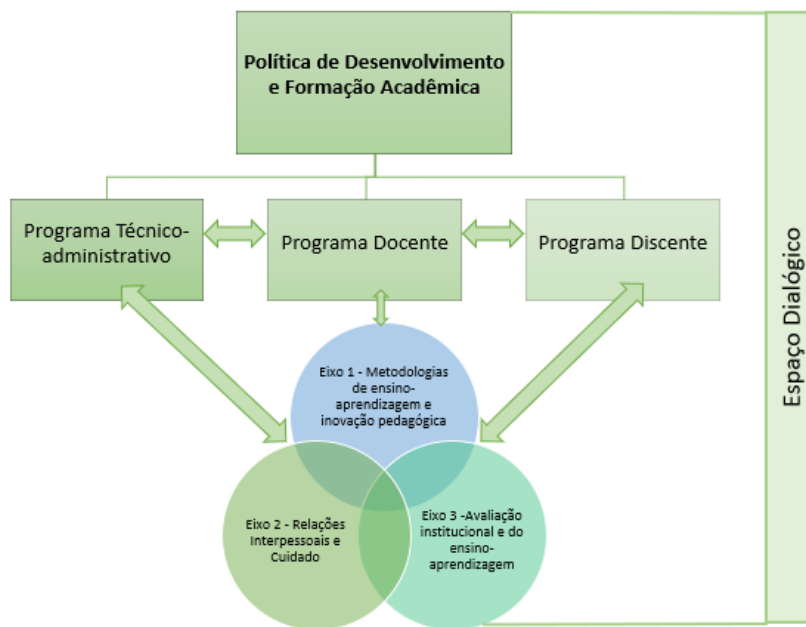 Política de Desenvolvimento
e Formação Acadêmica
Programa Técnico-
administrativo
Programa Docente
Programa Discente
Eixo 1 - Metodologias
de ensino-
aprendizagem e
inovação pedagógica
Eixo 2 - Relações
Interpessoais e
Cuidado
Eixo 3 -Avaliação
institucional e do
ensino-
aprendizagem
Espaço Dialógico